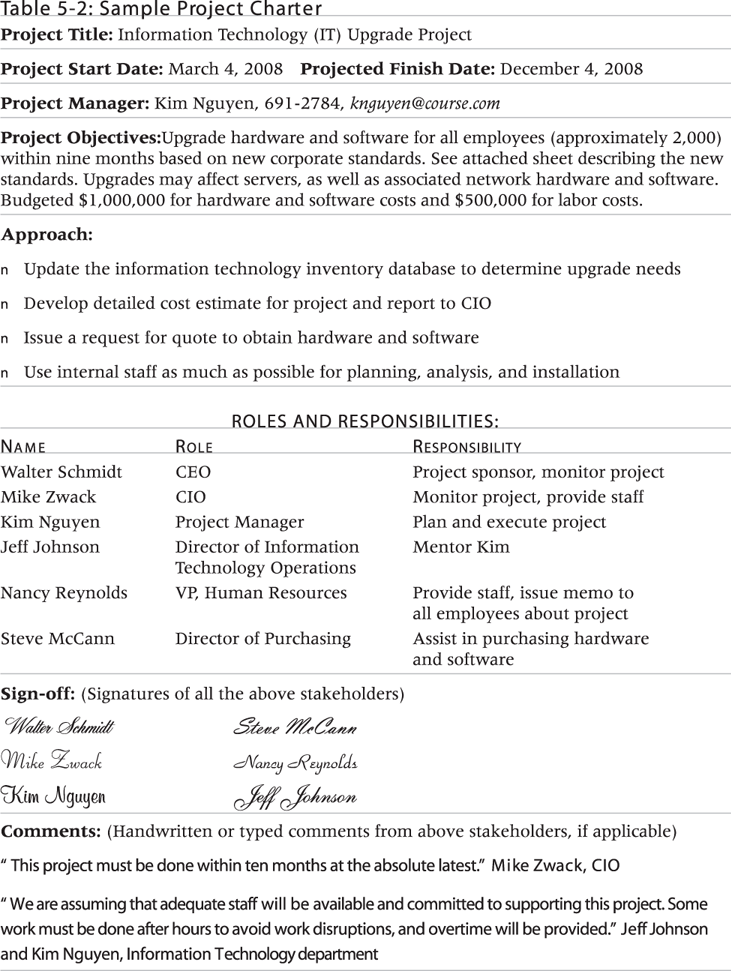 Table 5-2: Sample Project Charter
Project Title: Information Technology (IT) Upgrade Project
Project Start Date: March 4, 2008 Projected Finish Date: December 4, 2008
Project Manager: Kim Nguyen, 691-2784, knguyen@course.com
Project Objectives:Upgrade hardware and software for all employees (approximately 2,000)
within nine months based on new corporate standards. See attached sheet describing the new
standards. Upgrades may affect servers, as well as associated network hardware and software.
Budgeted $1,000,000 for hardware and software costs and $500,000 for labor costs.
Approach:
n Update the information technology inventory database to determine upgrade needs
n Develop detailed cost estimate for project and report to CIO
n Issue a request for quote to obtain hardware and software
n Use internal staff as much as possible for planning, analysis, and installation
ROLES AND RESPONSIBILITIES:
NAME ROLE RESPONSIBILITY
Walter Schmidt CEO Project sponsor, monitor project
Mike Zwack CIO Monitor project, provide staff
Kim Nguyen Project Manager Plan and execute project
Jeff Johnson Director of Information Mentor Kim
Technology Operations
Nancy Reynolds VP, Human Resources Provide staff, issue memo to
all employees about project
Steve McCann Director of Purchasing Assist in purchasing hardware
and software
Sign-off: (Signatures of all the above stakeholders)
Walter Schmidt Steve McCann
Mike Zwack Nancy Reynolds
Kim Nguyen Jeff Johnson
Comments: (Handwritten or typed comments from above stakeholders, if applicable)
“ This project must be done within ten months at the absolute latest.” Mike Zwack, CIO
“ We are assuming that adequate staff will be available and committed to supporting this project. Some
work must be done after hours to avoid work disruptions, and overtime will be provided.” Jeff Johnson
and Kim Nguyen, Information Technology department